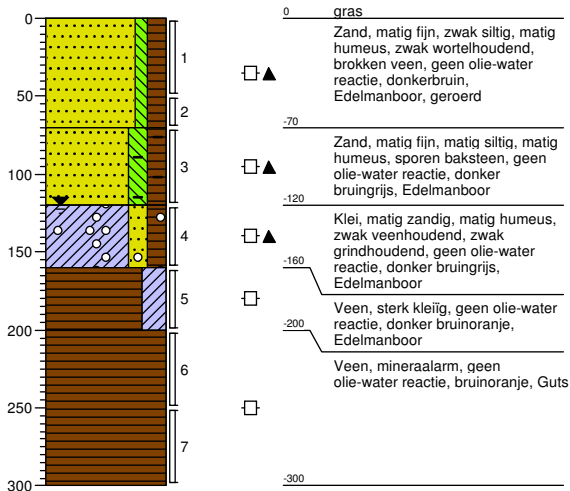 0
50
100
150
200
250
300
1
2
3
4
5
6
7
0 gras
Zand, matig fijn, zwak siltig, matig
humeus, zwak wortelhoudend,
brokken veen, geen olie-water
reactie, donkerbruin,
Edelmanboor, geroerd
-70
Zand, matig fijn, matig siltig, matig
humeus, sporen baksteen, geen
olie-water reactie, donker
bruingrijs, Edelmanboor
-120
Klei, matig zandig, matig humeus,
zwak veenhoudend, zwak
grindhoudend, geen olie-water
reactie, donker bruingrijs,
Edelmanboor
-160
Veen, sterk kleiïg, geen olie-water
reactie, donker bruinoranje,
Edelmanboor
-200
Veen, mineraalarm, geen
olie-water reactie, bruinoranje, Guts
-300